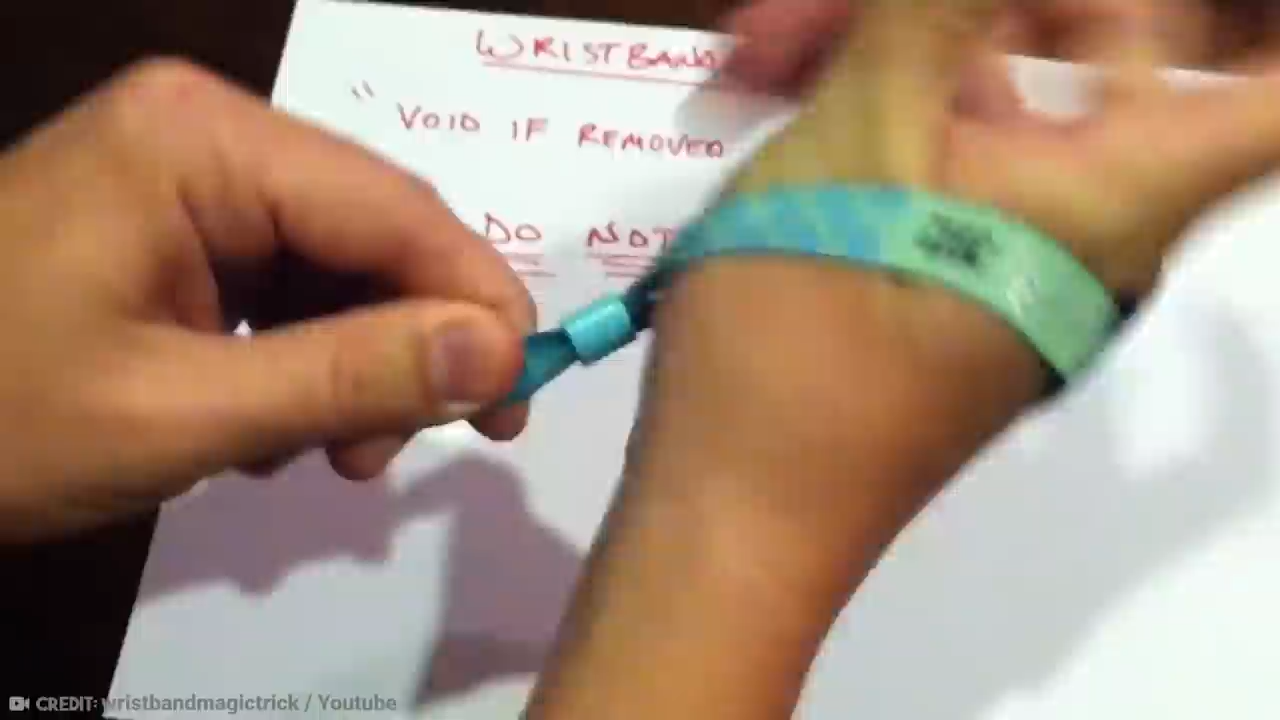 WRISTBAND
"VOID IF REMOVED
DO NOT
CREDIT: wristbandmagictrick / Youtube